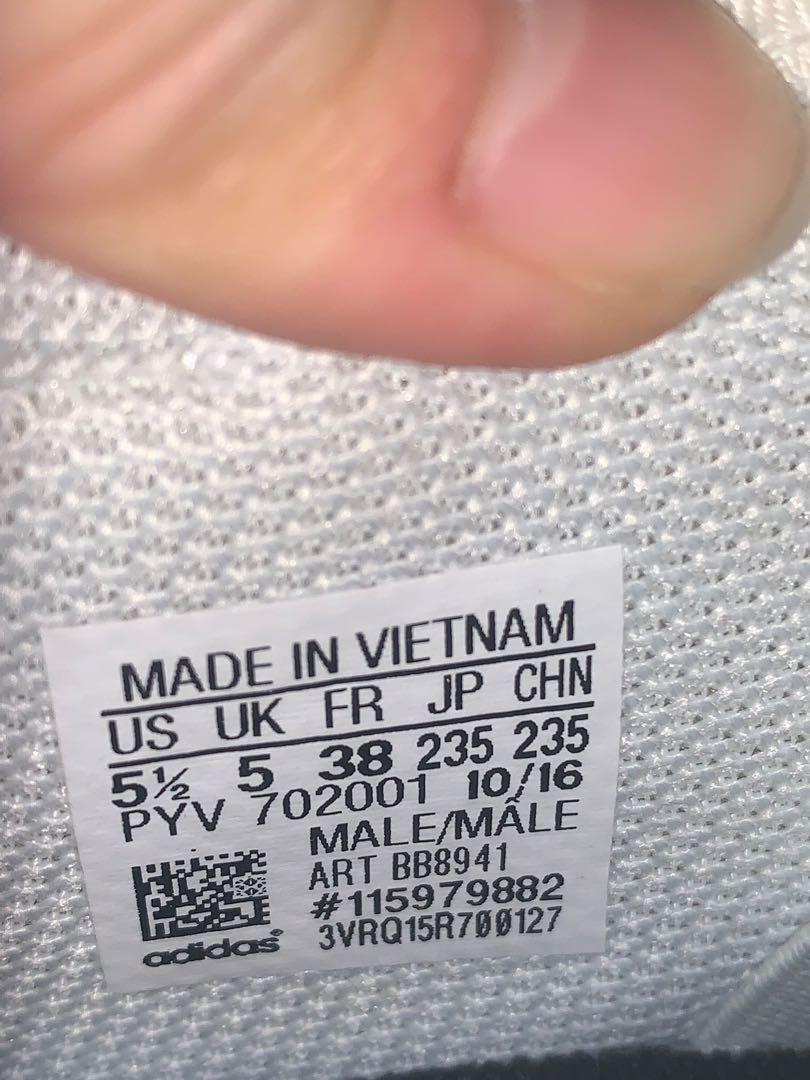 MADE IN VIETNAM
US UK FR JP CHN
5½ 5 38 235 235
PYV 702001 10/16
MALE/MÂLE
ART BB8941
#115979882
3VRQ15R700127
adidas